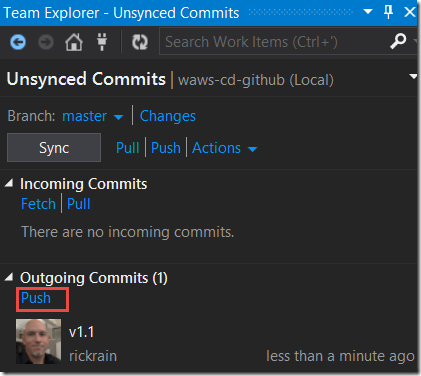 Team Explorer - Unsynced Commits
Search Work Items (Ctrl+')
Unsynced Commits | waws-cd-github (Local)
Branch: master | Changes
Sync Pull | Push | Actions
Incoming Commits
Fetch | Pull
There are no incoming commits.
Outgoing Commits (1)
Push
v1.1
rickrain less than a minute ago